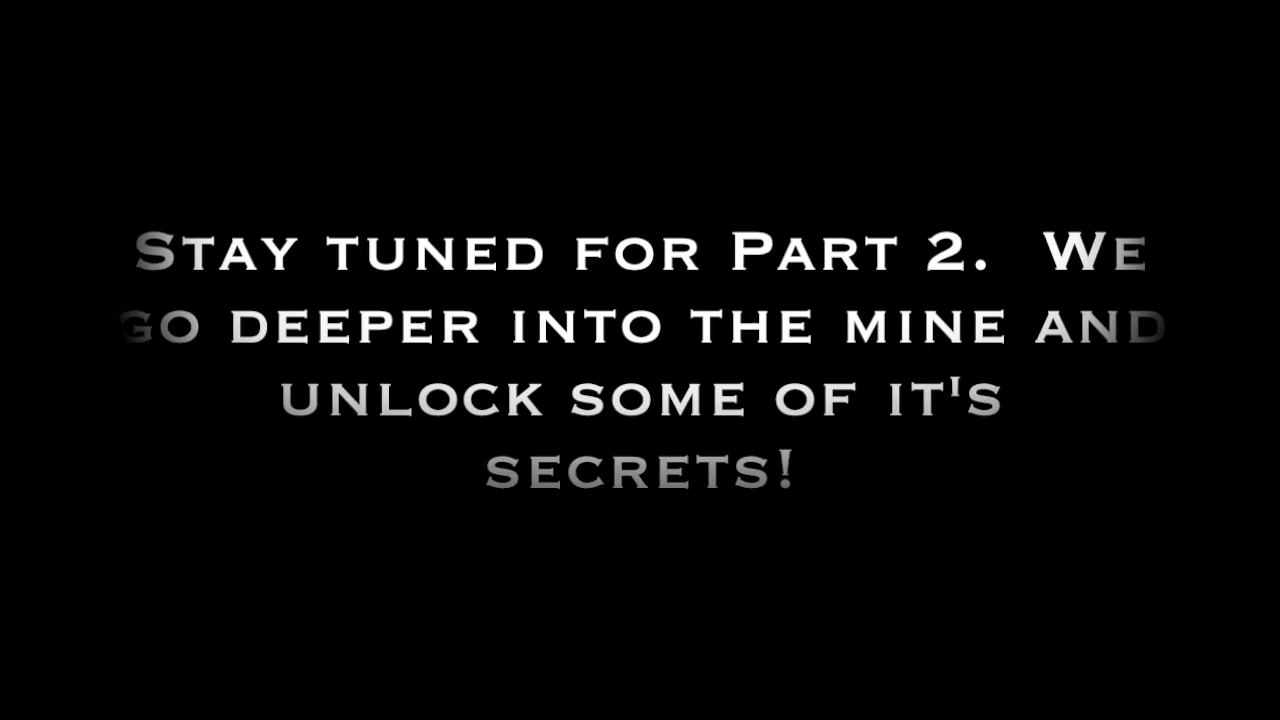 Stay tuned for Part 2.  We
go deeper into the mine and
unlock some of it's
secrets!